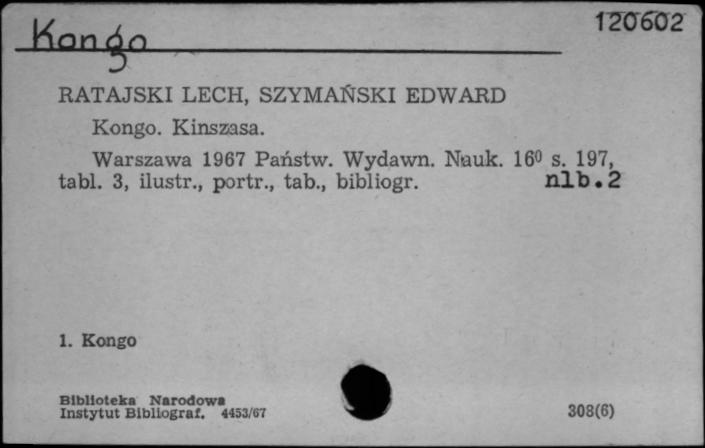 120602
Kongo
RATAJSKI LECH, SZYMAŃSKI EDWARD
Kongo. Kinszasa.
Warszawa 1967 Państw. Wydawn. Nauk. 16⁰ s. 197,
tabl. 3, ilustr., portr., tab., bibliogr. nlb.2
1. Kongo
Biblioteka Narodowa
Instytut Bibliograf. 4453/67 308(6)